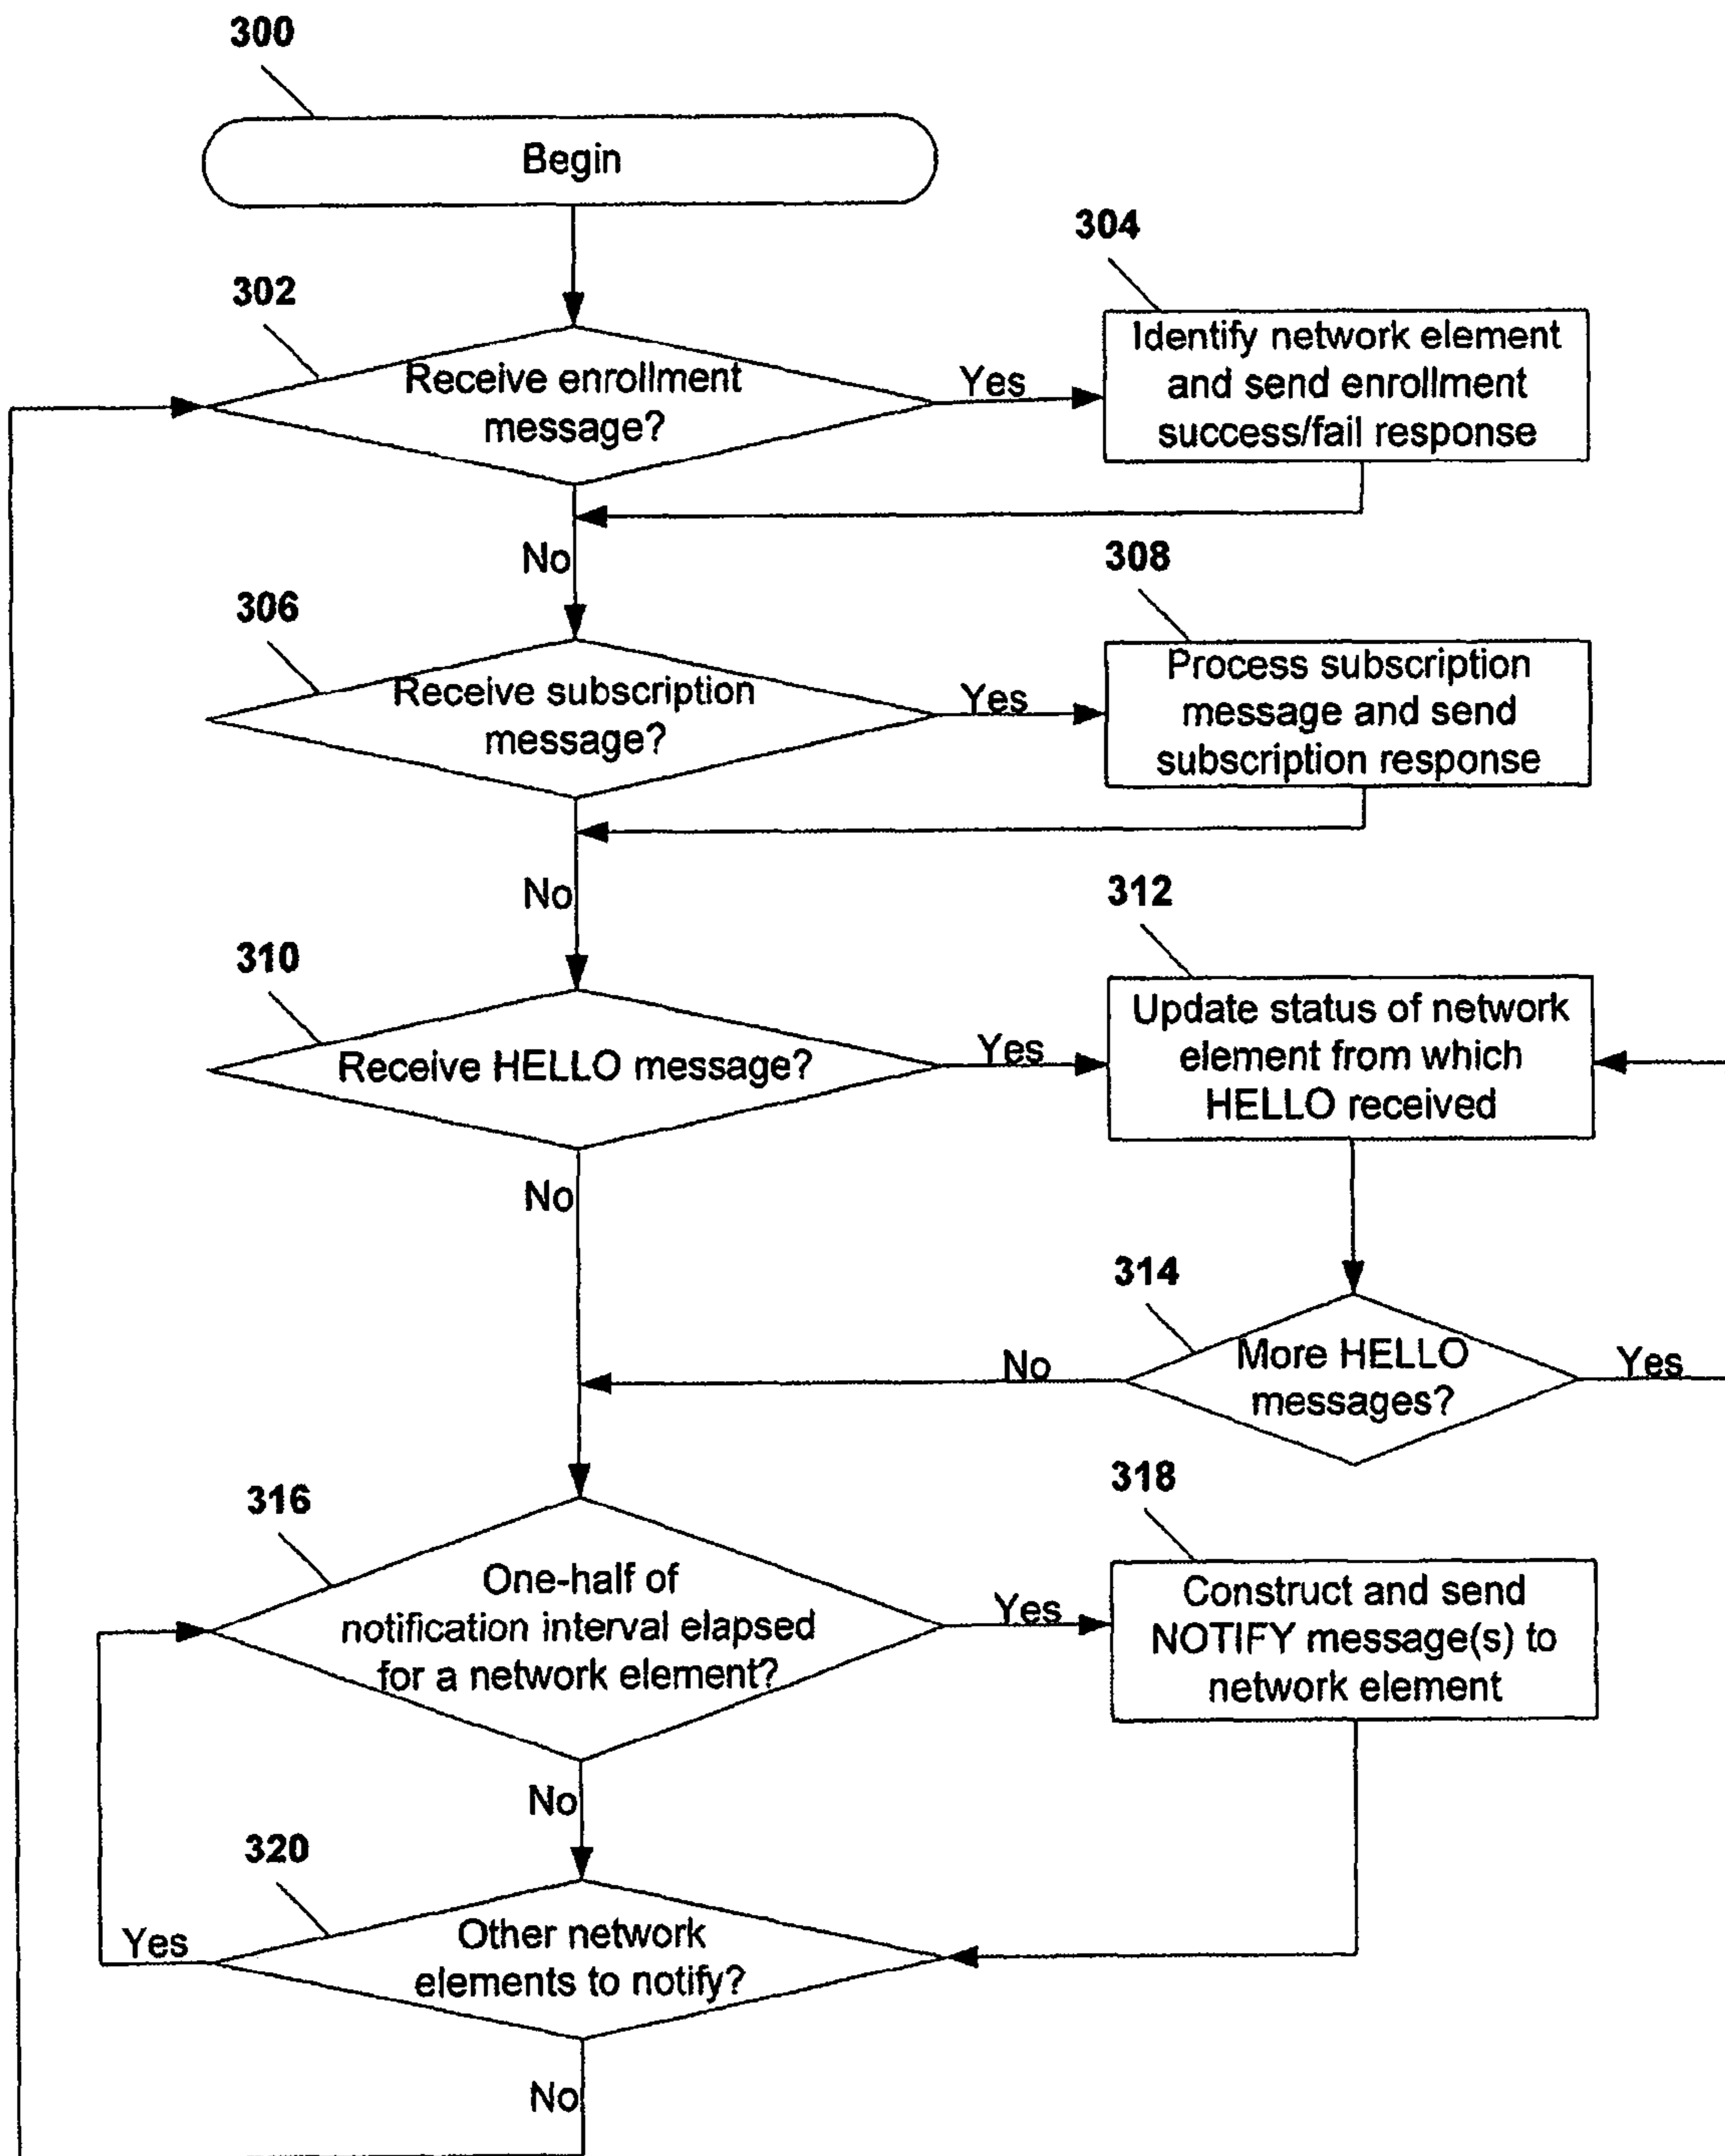 300
Begin
302
Receive enrollment
message?
Yes
304
Identify network element
and send enrollment
success/fail response
No
306
Receive subscription
message?
Yes
308
Process subscription
message and send
subscription response
No
310
Receive HELLO message?
Yes
312
Update status of network
element from which
HELLO received
No
314
More HELLO
messages?
No
Yes
316
One-half of
notification interval elapsed
for a network element?
Yes
318
Construct and send
NOTIFY message(s) to
network element
No
320
Other network
elements to notify?
Yes
No